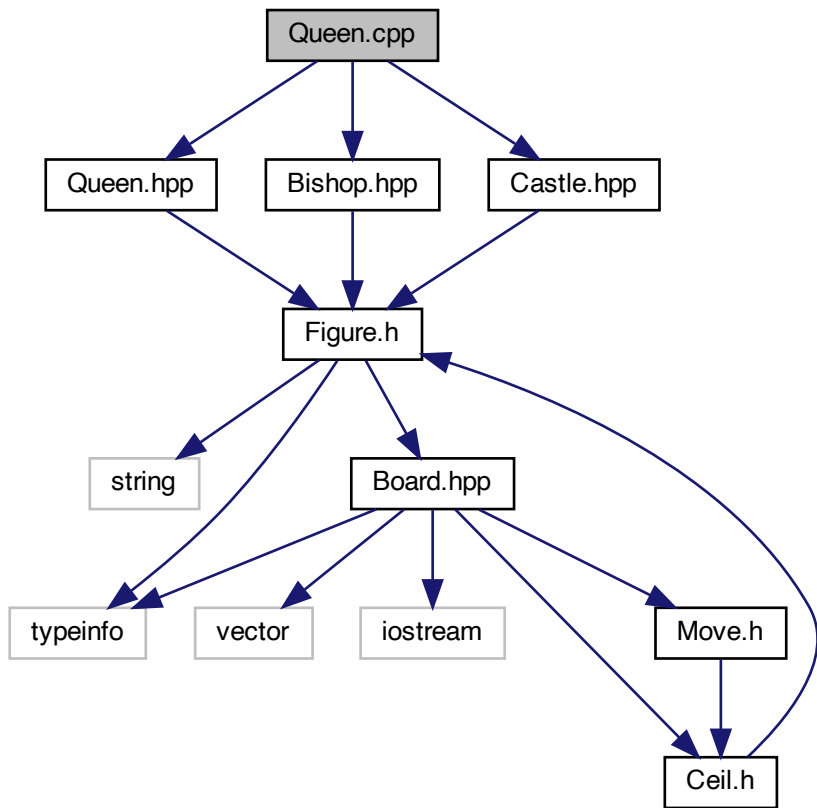 Queen.cpp
Queen.hpp
Bishop.hpp
Castle.hpp
Figure.h
string
Board.hpp
typeinfo
vector
iostream
Move.h
Ceil.h